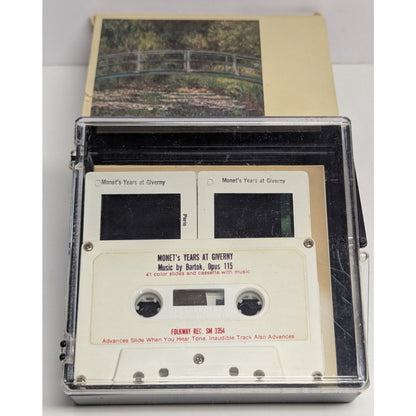 Monet's Years at Giverny
Monet's Years at Giverny
Paris
MONET's YEARS AT GIVERNY
Music by Bartok, Opus 115
41 color slides and cassette with music
FOLKWAY REC. SM 3354
Advances Slide When You Hear Tone. Inaudible Track Also Advances